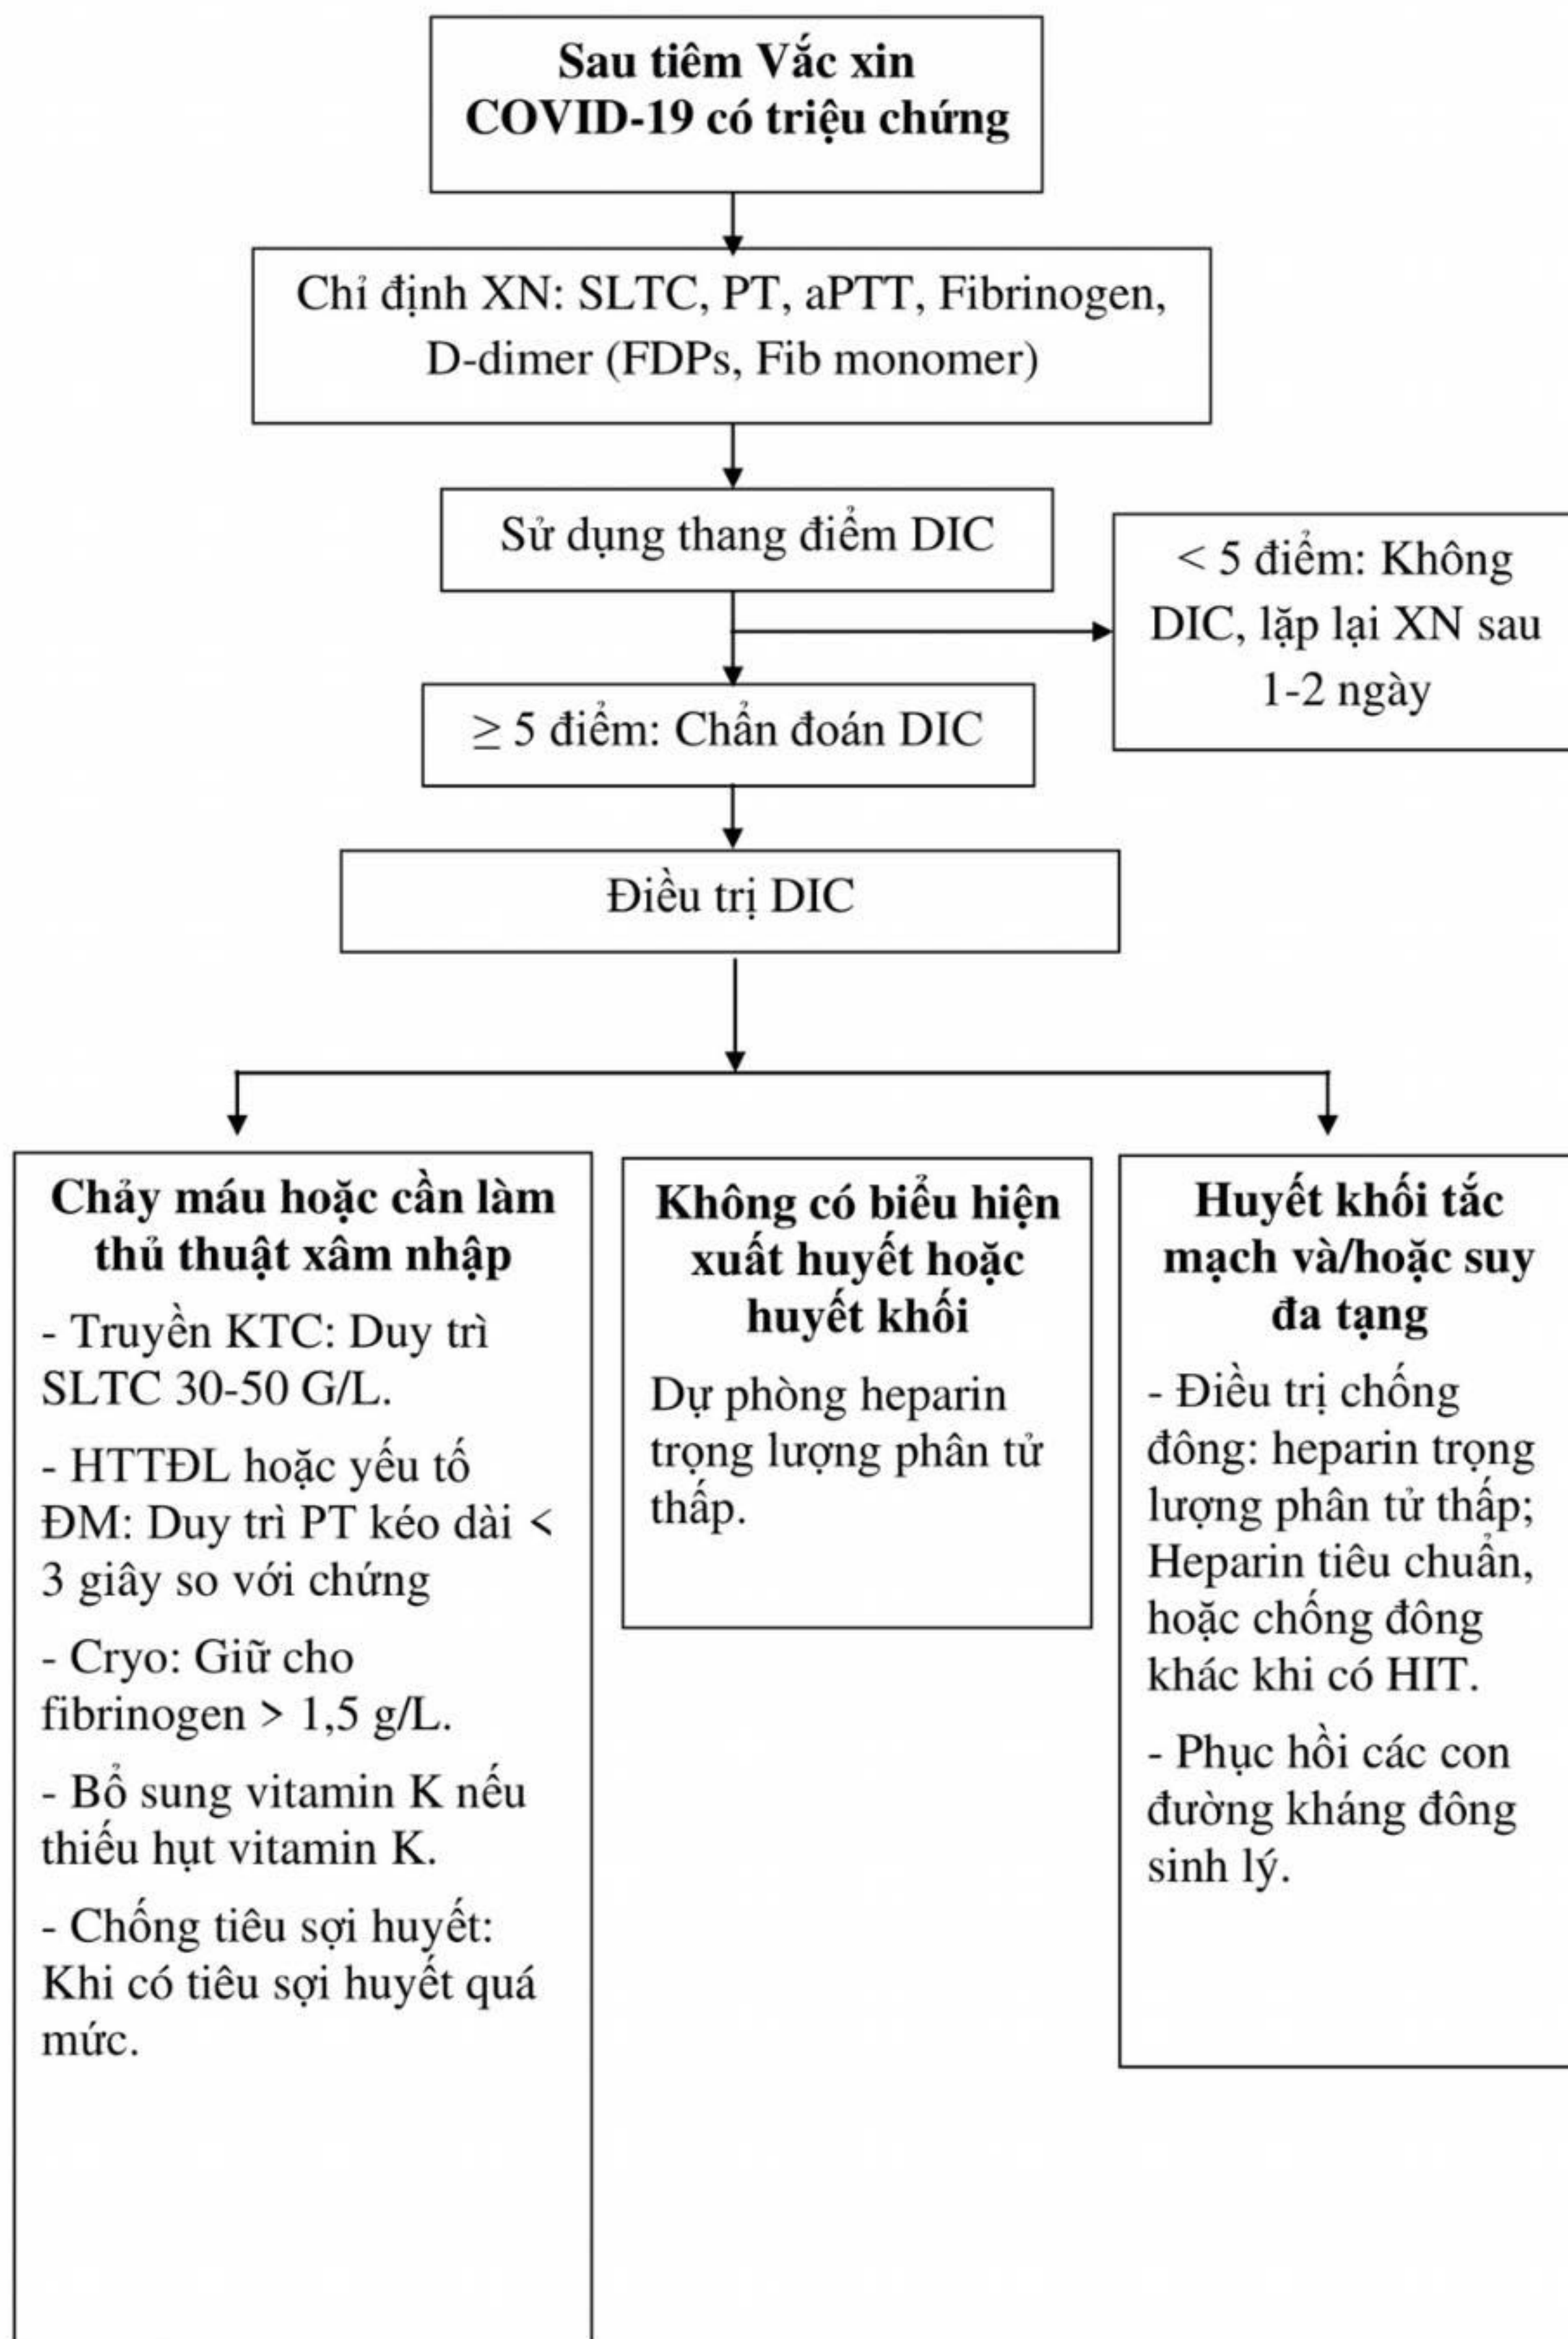 Sau tiêm Vắc xin
COVID-19 có triệu chứng
Chỉ định XN: SLTC, PT, aPTT, Fibrinogen,
D-dimer (FDPs, Fib monomer)
Sử dụng thang điểm DIC
< 5 điểm: Không
DIC, lặp lại XN sau
1-2 ngày
≥ 5 điểm: Chẩn đoán DIC
Điều trị DIC
Chảy máu hoặc cần làm
thủ thuật xâm nhập
- Truyền KTC: Duy trì
SLTC 30-50 G/L.
- HTTĐL hoặc yếu tố
ĐM: Duy trì PT kéo dài <
3 giây so với chứng
- Cryo: Giữ cho
fibrinogen > 1,5 g/L.
- Bổ sung vitamin K nếu
thiếu hụt vitamin K.
- Chống tiêu sợi huyết:
Khi có tiêu sợi huyết quá
mức.
Không có biểu hiện
xuất huyết hoặc
huyết khối
Dự phòng heparin
trọng lượng phân tử
thấp.
Huyết khối tắc
mạch và/hoặc suy
đa tạng
- Điều trị chống
đông: heparin trọng
lượng phân tử thấp;
Heparin tiêu chuẩn,
hoặc chống đông
khác khi có HIT.
- Phục hồi các con
đường kháng đông
sinh lý.